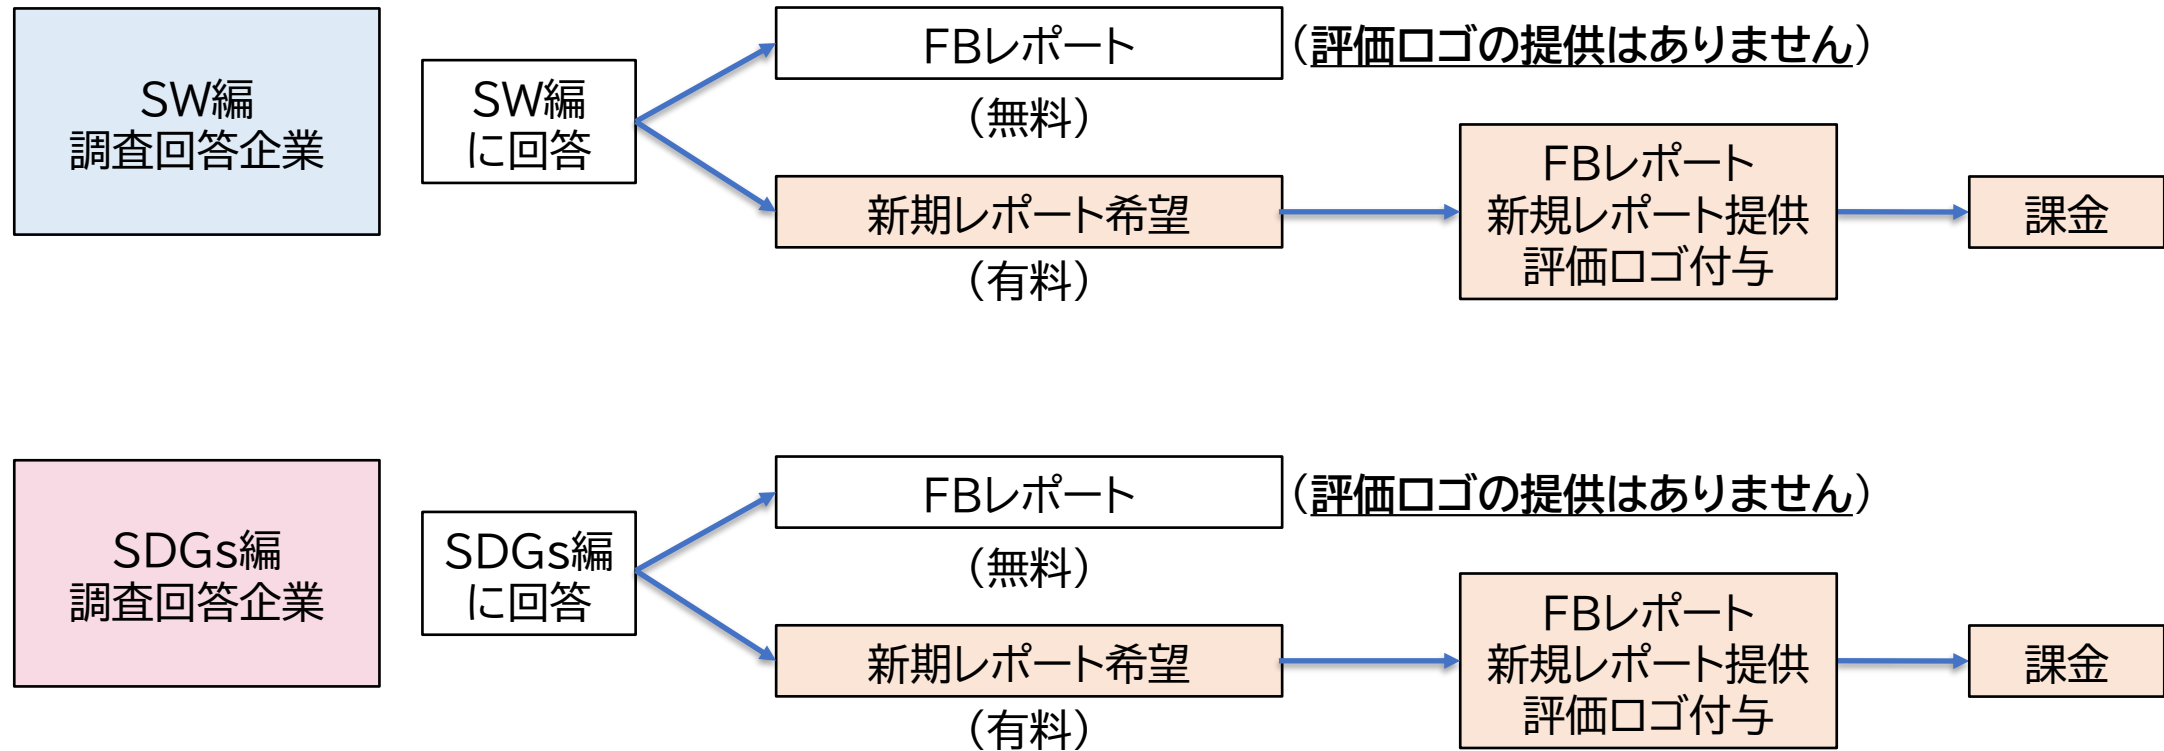 SW編
調査回答企業
SW編
に回答
FBレポート
（評価ロゴの提供はありません）
（無料）
新期レポート希望
（有料）
FBレポート
新規レポート提供
評価ロゴ付与
課金
SDGs編
調査回答企業
SDGs編
に回答
FBレポート
（評価ロゴの提供はありません）
（無料）
新期レポート希望
（有料）
FBレポート
新規レポート提供
評価ロゴ付与
課金